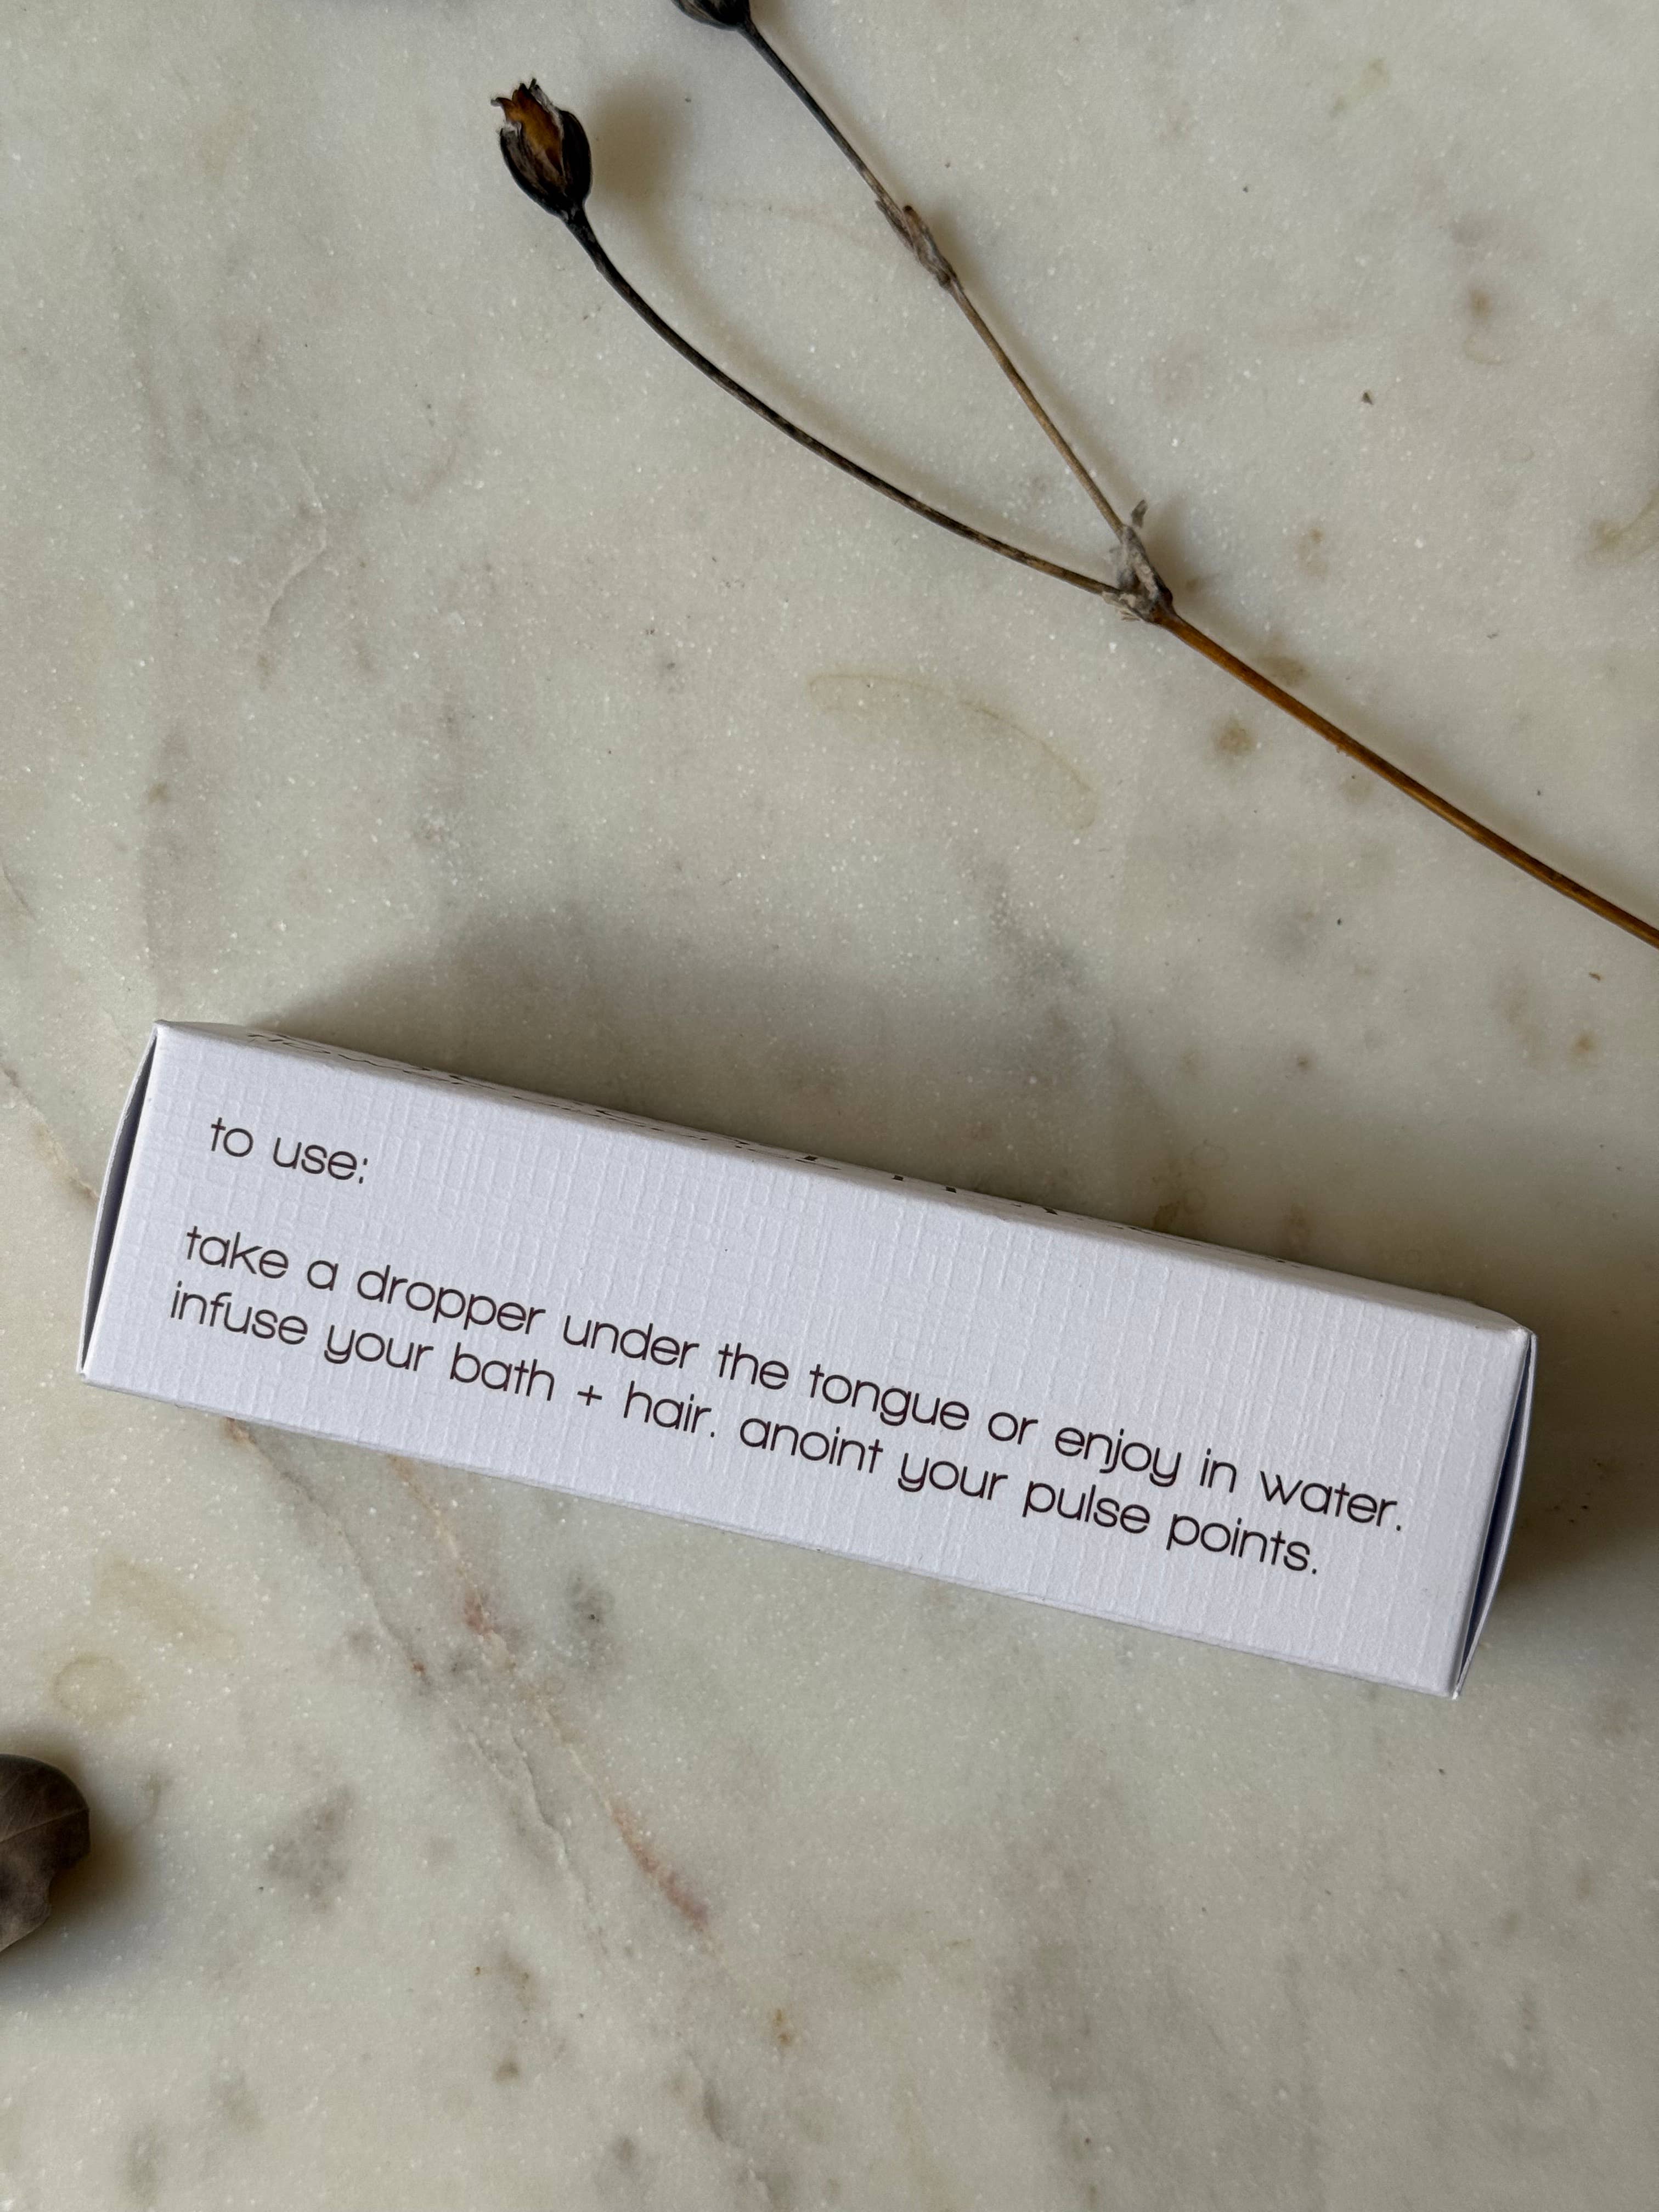 to use:
take a dropper under the tongue or enjoy in water.
infuse your bath + hair. anoint your pulse points.